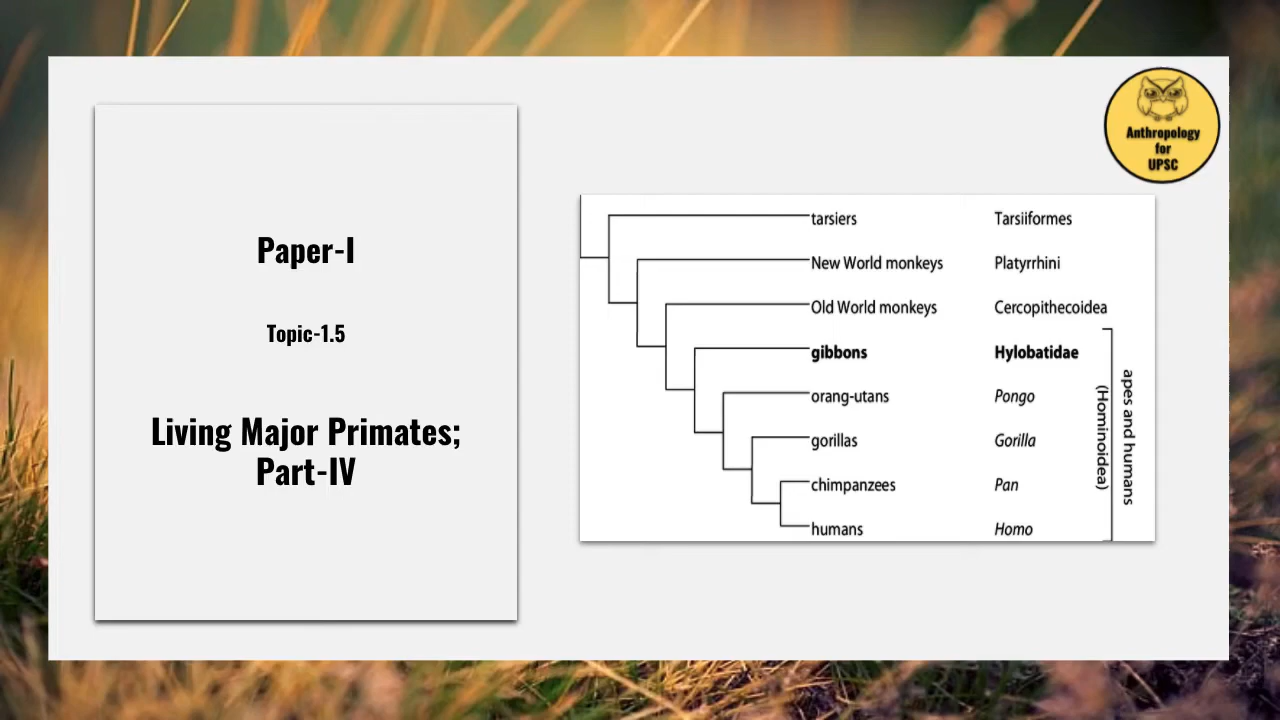 Anthropology
for
UPSC
Paper-I
Topic-1.5
Living Major Primates;
Part-IV
tarsiers Tarsiiformes
New World monkeys Platyrrhini
Old World monkeys Cercopithecoidea
gibbons Hylobatidae
orang-utans Pongo
gorillas Gorilla
chimpanzees Pan
humans Homo
apes and humans
(Hominoidea)